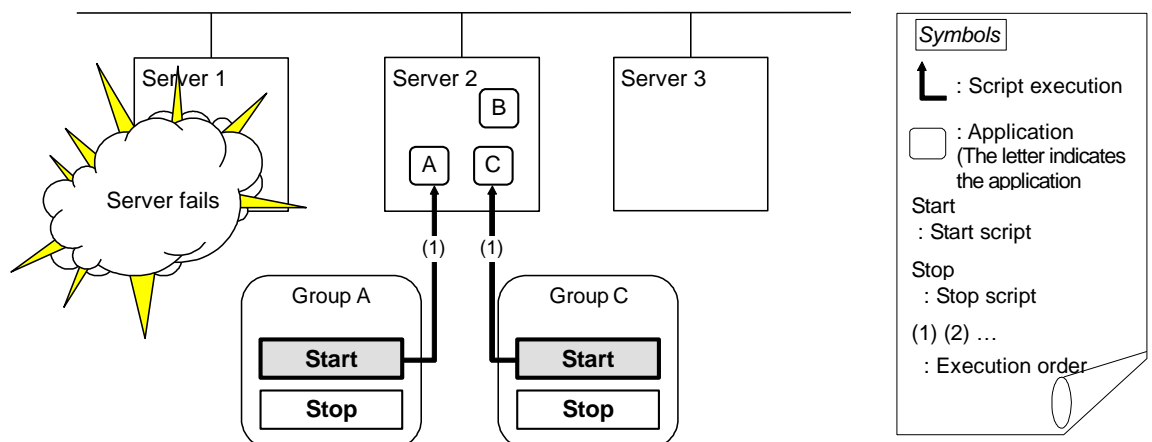 Server 1
Server 2
Server 3
B
A
C
Server fails
(1)
(1)
Group A
Start
Stop
Group C
Start
Stop
Symbols
: Script execution
: Application
(The letter indicates
the application
Start
: Start script
Stop
: Stop script
(1) (2) …
: Execution order